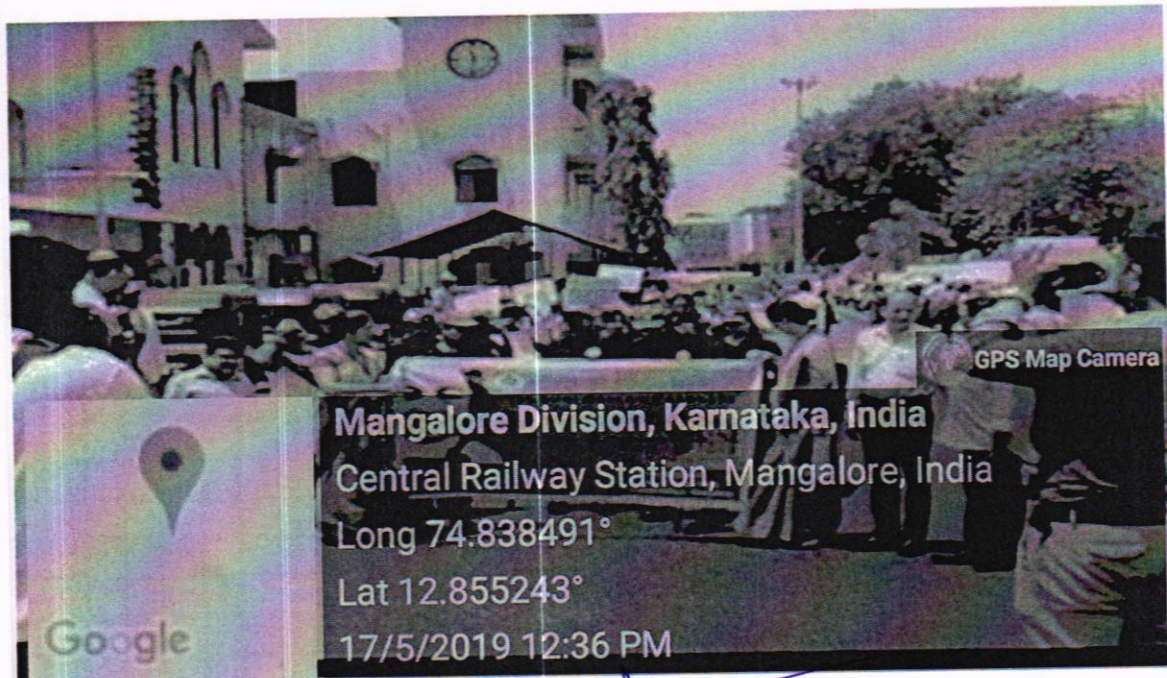 GPS Map Camera
Mangalore Division, Karnataka, India
Central Railway Station, Mangalore, India
Long 74.838491°
Lat 12.855243°
17/5/2019 12:36 PM
Google